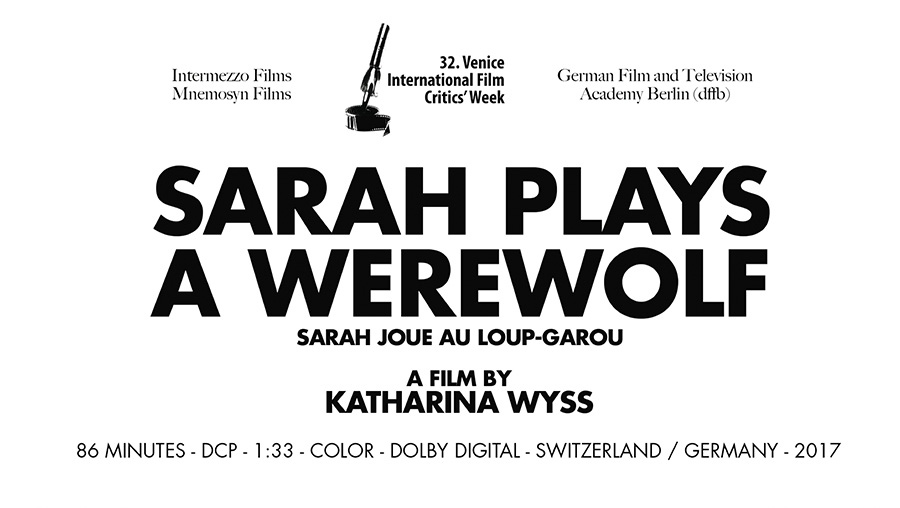 Intermezzo Films
Mnemosyn Films
32. Venice
International Film
Critics' Week
German Film and Television
Academy Berlin (dffb)
SARAH PLAYS
A WEREWOLF
SARAH JOUE AU LOUP-GAROU
A FILM BY
KATHARINA WYSS
86 MINUTES - DCP - 1:33 - COLOR - DOLBY DIGITAL - SWITZERLAND / GERMANY - 2017